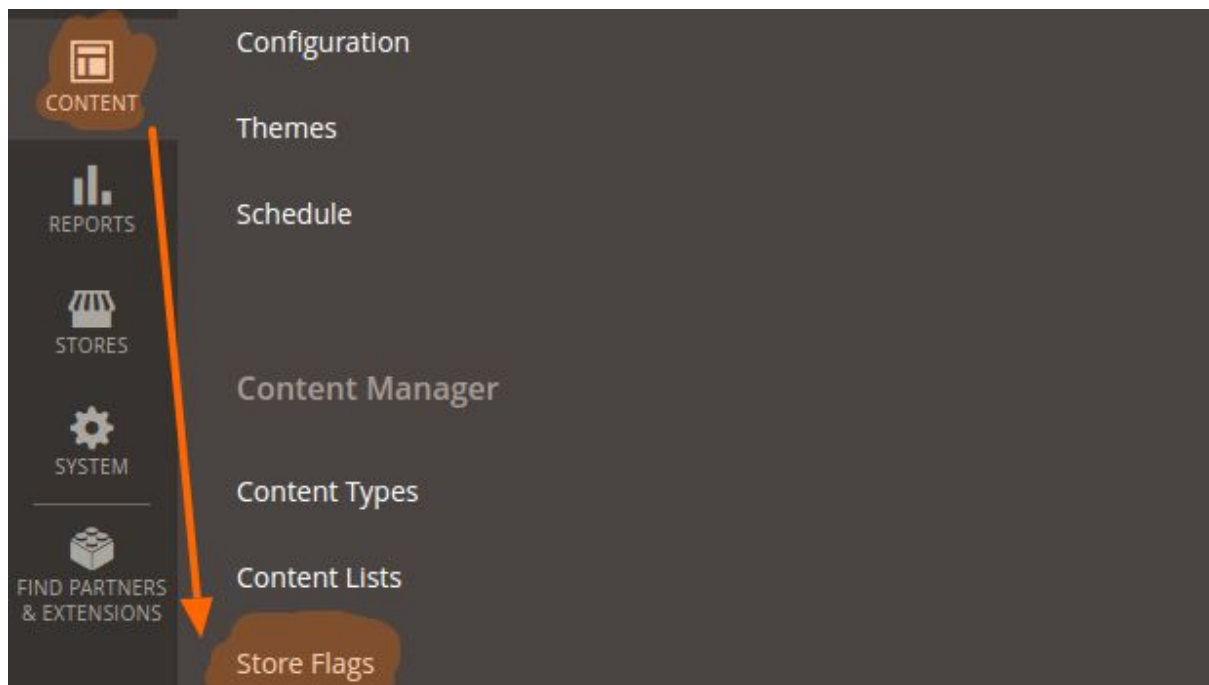 CONTENT
REPORTS
STORES
SYSTEM
FIND PARTNERS
& EXTENSIONS
Configuration
Themes
Schedule
Content Manager
Content Types
Content Lists
Store Flags